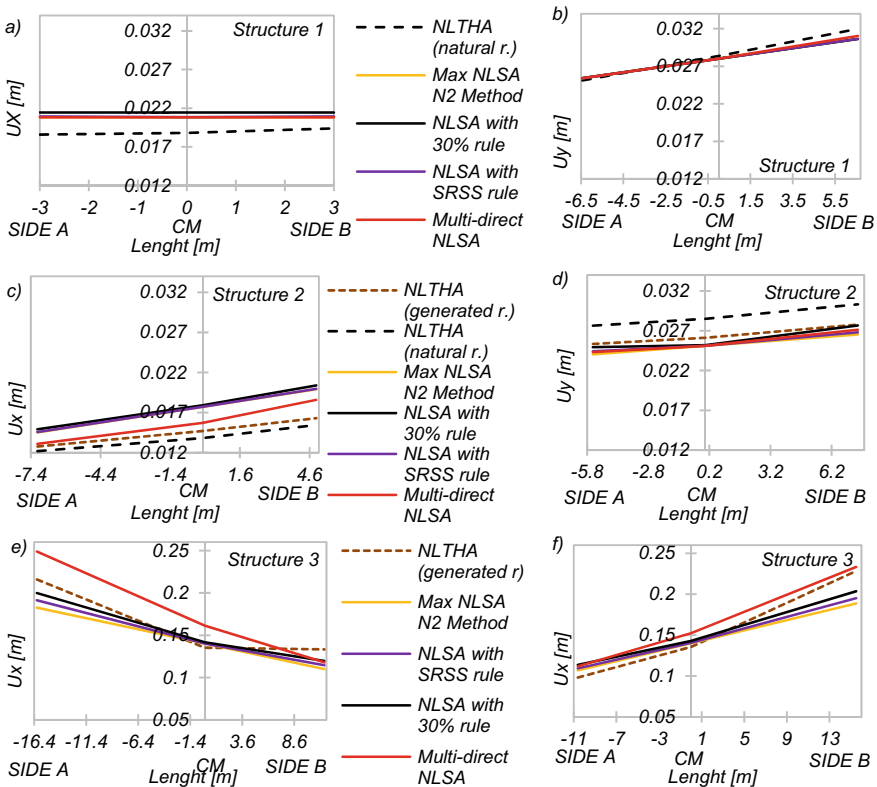 a)
Structure 1
0.032
0.027
0.022
0.017
0.012
UX [m]
-3 -2 -1 0 1 2 3
SIDE A CM SIDE B
Lenght [m]
NLTHA
(natural r.)
Max NLSA
N2 Method
NLSA with
30% rule
NLSA with
SRSS rule
Multi-direct
NLSA
b)
0.032
0.027
0.022
0.017
0.012
Structure 1
Uy [m]
-6.5 -4.5 -2.5 -0.5 1.5 3.5 5.5
SIDE A CM SIDE B
Lenght [m]
c)
Structure 2
0.032
0.027
0.022
0.017
0.012
Ux [m]
-7.4 -4.4 -1.4 1.6 4.6
SIDE A CM SIDE B
Lenght [m]
NLTHA
(generated r.)
NLTHA
(natural r.)
Max NLSA
N2 Method
NLSA with
30% rule
NLSA with
SRSS rule
Multi-direct
NLSA
d)
Structure 2
0.032
0.027
0.022
0.017
0.012
Uy [m]
-5.8 -2.8 0.2 3.2 6.2
SIDE A CM SIDE B
Lenght [m]
e)
Structure 3
0.25
0.2
0.15
0.1
0.05
Ux [m]
-16.4 -11.4 -6.4 -1.4 3.6 8.6
SIDE A CM SIDE B
Lenght [m]
NLTHA
(generated r)
Max NLSA
N2 Method
NLSA with
SRSS rule
NLSA with
30% rule
Multi-direct
NLSA
f)
Structure 3
0.25
0.2
0.15
0.1
0.05
Ux [m]
-11 -7 -3 1 5 9 13
SIDE A CM SIDE B
Lenght [m]